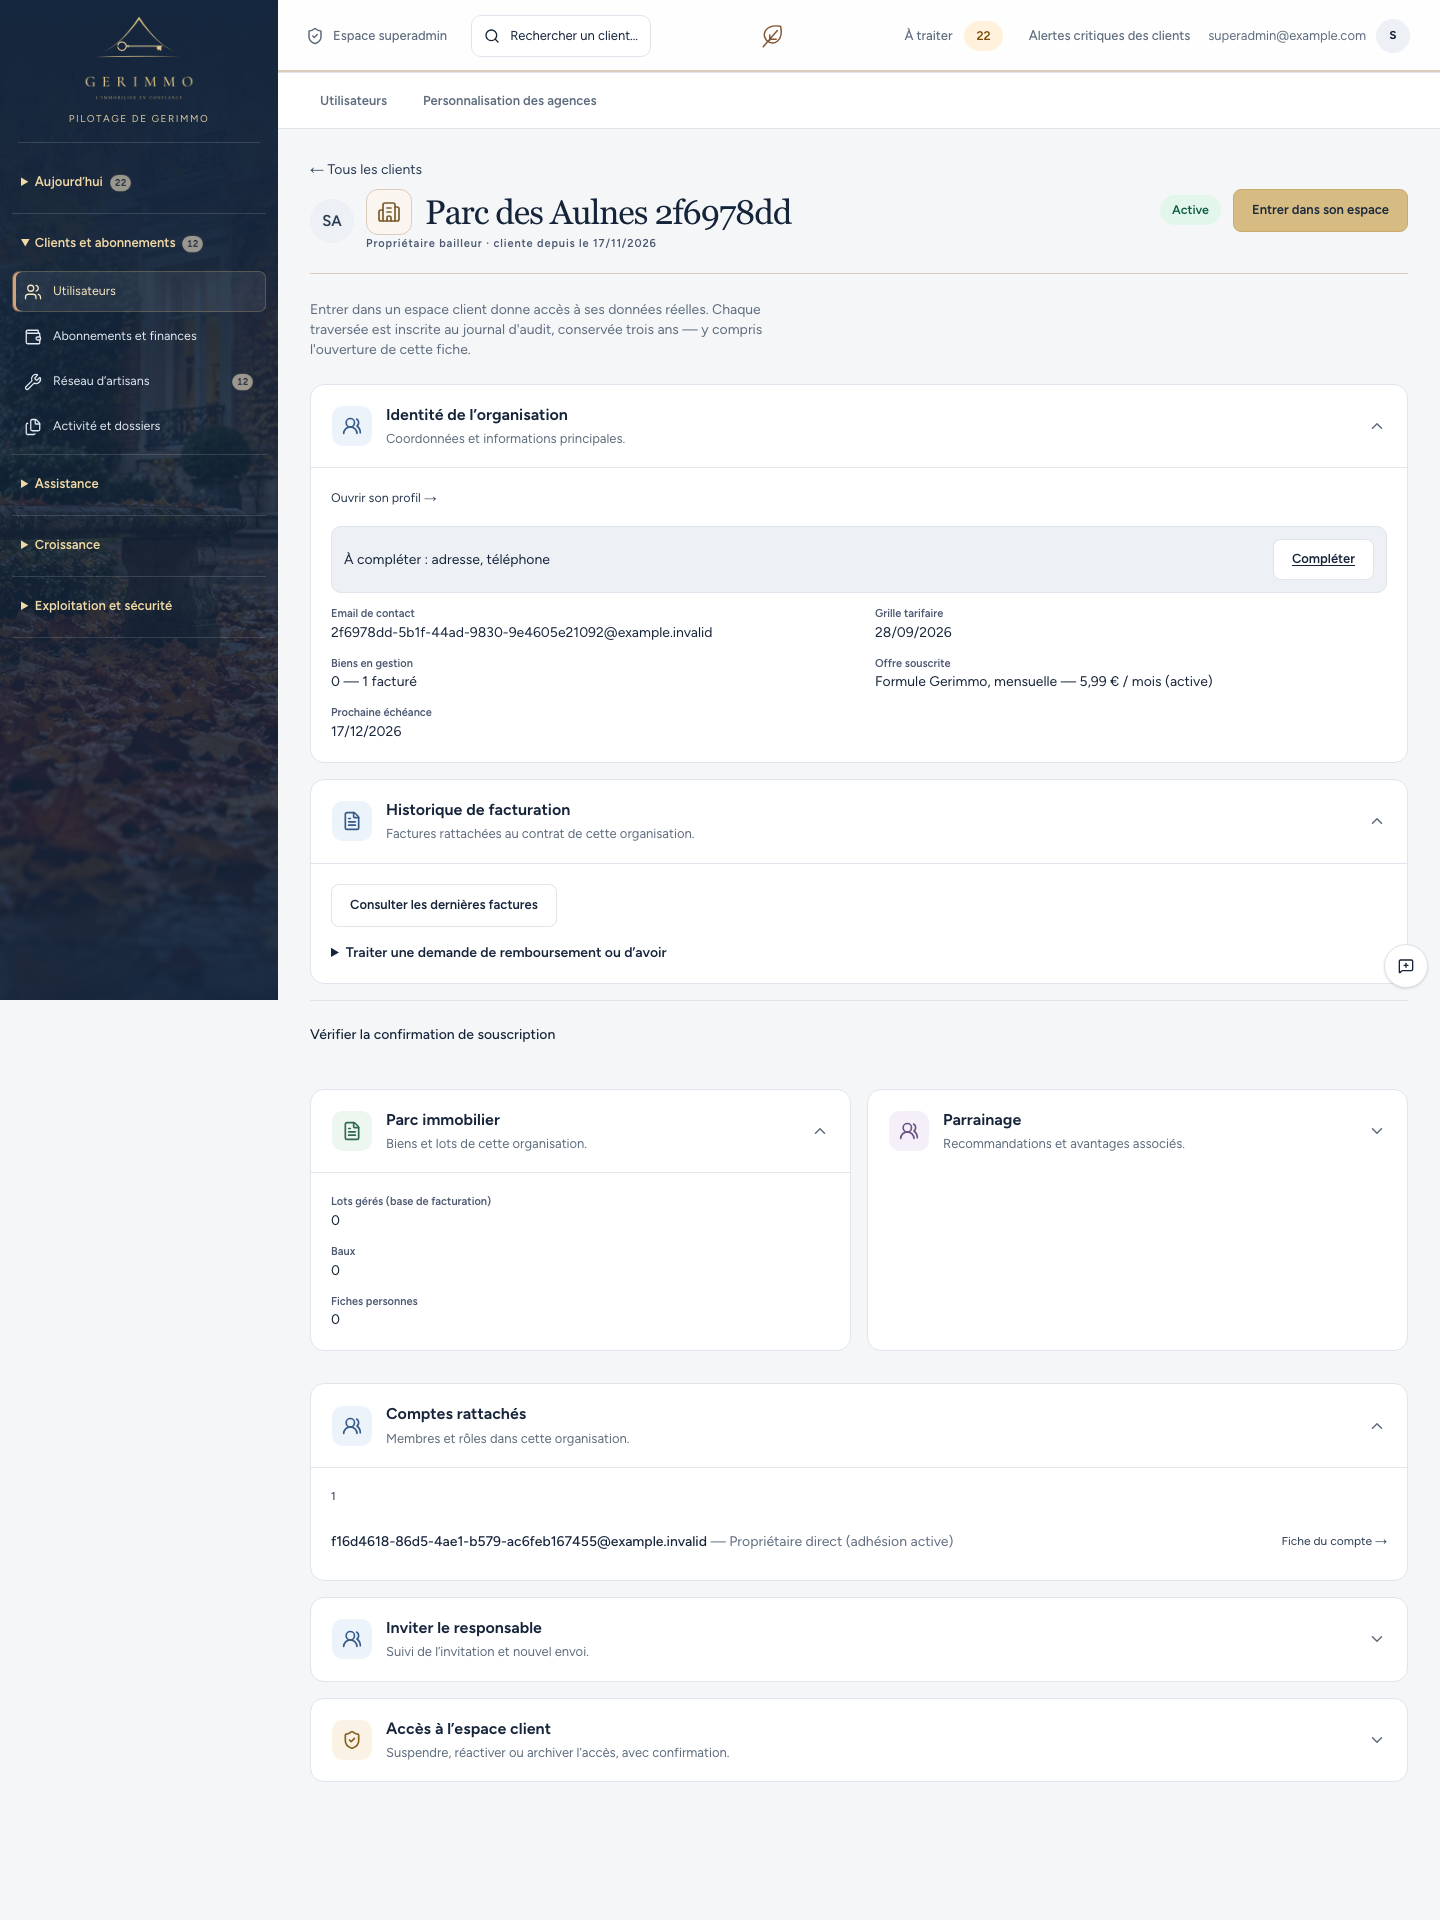 GERIMMO
L'IMMOBILIER EN CONFIANCE
PILOTAGE DE GERIMMO
Aujourd'hui 22
Clients et abonnements 12
Utilisateurs
Abonnements et finances
Réseau d'artisans 12
Activité et dossiers
Assistance
Croissance
Exploitation et sécurité
Espace superadmin
Rechercher un client...
À traiter 22
Alertes critiques des clients
superadmin@example.com
S
Utilisateurs
Personnalisation des agences
← Tous les clients
SA
Parc des Aulnes 2f6978dd
Propriétaire bailleur · cliente depuis le 17/11/2026
Active
Entrer dans son espace
Entrer dans un espace client donne accès à ses données réelles. Chaque
traversée est inscrite au journal d'audit, conservée trois ans — y compris
l'ouverture de cette fiche.
Identité de l'organisation
Coordonnées et informations principales.
Ouvrir son profil →
À compléter : adresse, téléphone
Compléter
Email de contact
2f6978dd-5b1f-44ad-9830-9e4605e21092@example.invalid
Grille tarifaire
28/09/2026
Biens en gestion
0 — 1 facturé
Offre souscrite
Formule Gerimmo, mensuelle — 5,99 € / mois (active)
Prochaine échéance
17/12/2026
Historique de facturation
Factures rattachées au contrat de cette organisation.
Consulter les dernières factures
Traiter une demande de remboursement ou d'avoir
Vérifier la confirmation de souscription
Parc immobilier
Biens et lots de cette organisation.
Lots gérés (base de facturation)
0
Baux
0
Fiches personnes
0
Parrainage
Recommandations et avantages associés.
Comptes rattachés
Membres et rôles dans cette organisation.
1
f16d4618-86d5-4ae1-b579-ac6feb167455@example.invalid — Propriétaire direct (adhésion active)
Fiche du compte →
Inviter le responsable
Suivi de l'invitation et nouvel envoi.
Accès à l'espace client
Suspendre, réactiver ou archiver l'accès, avec confirmation.